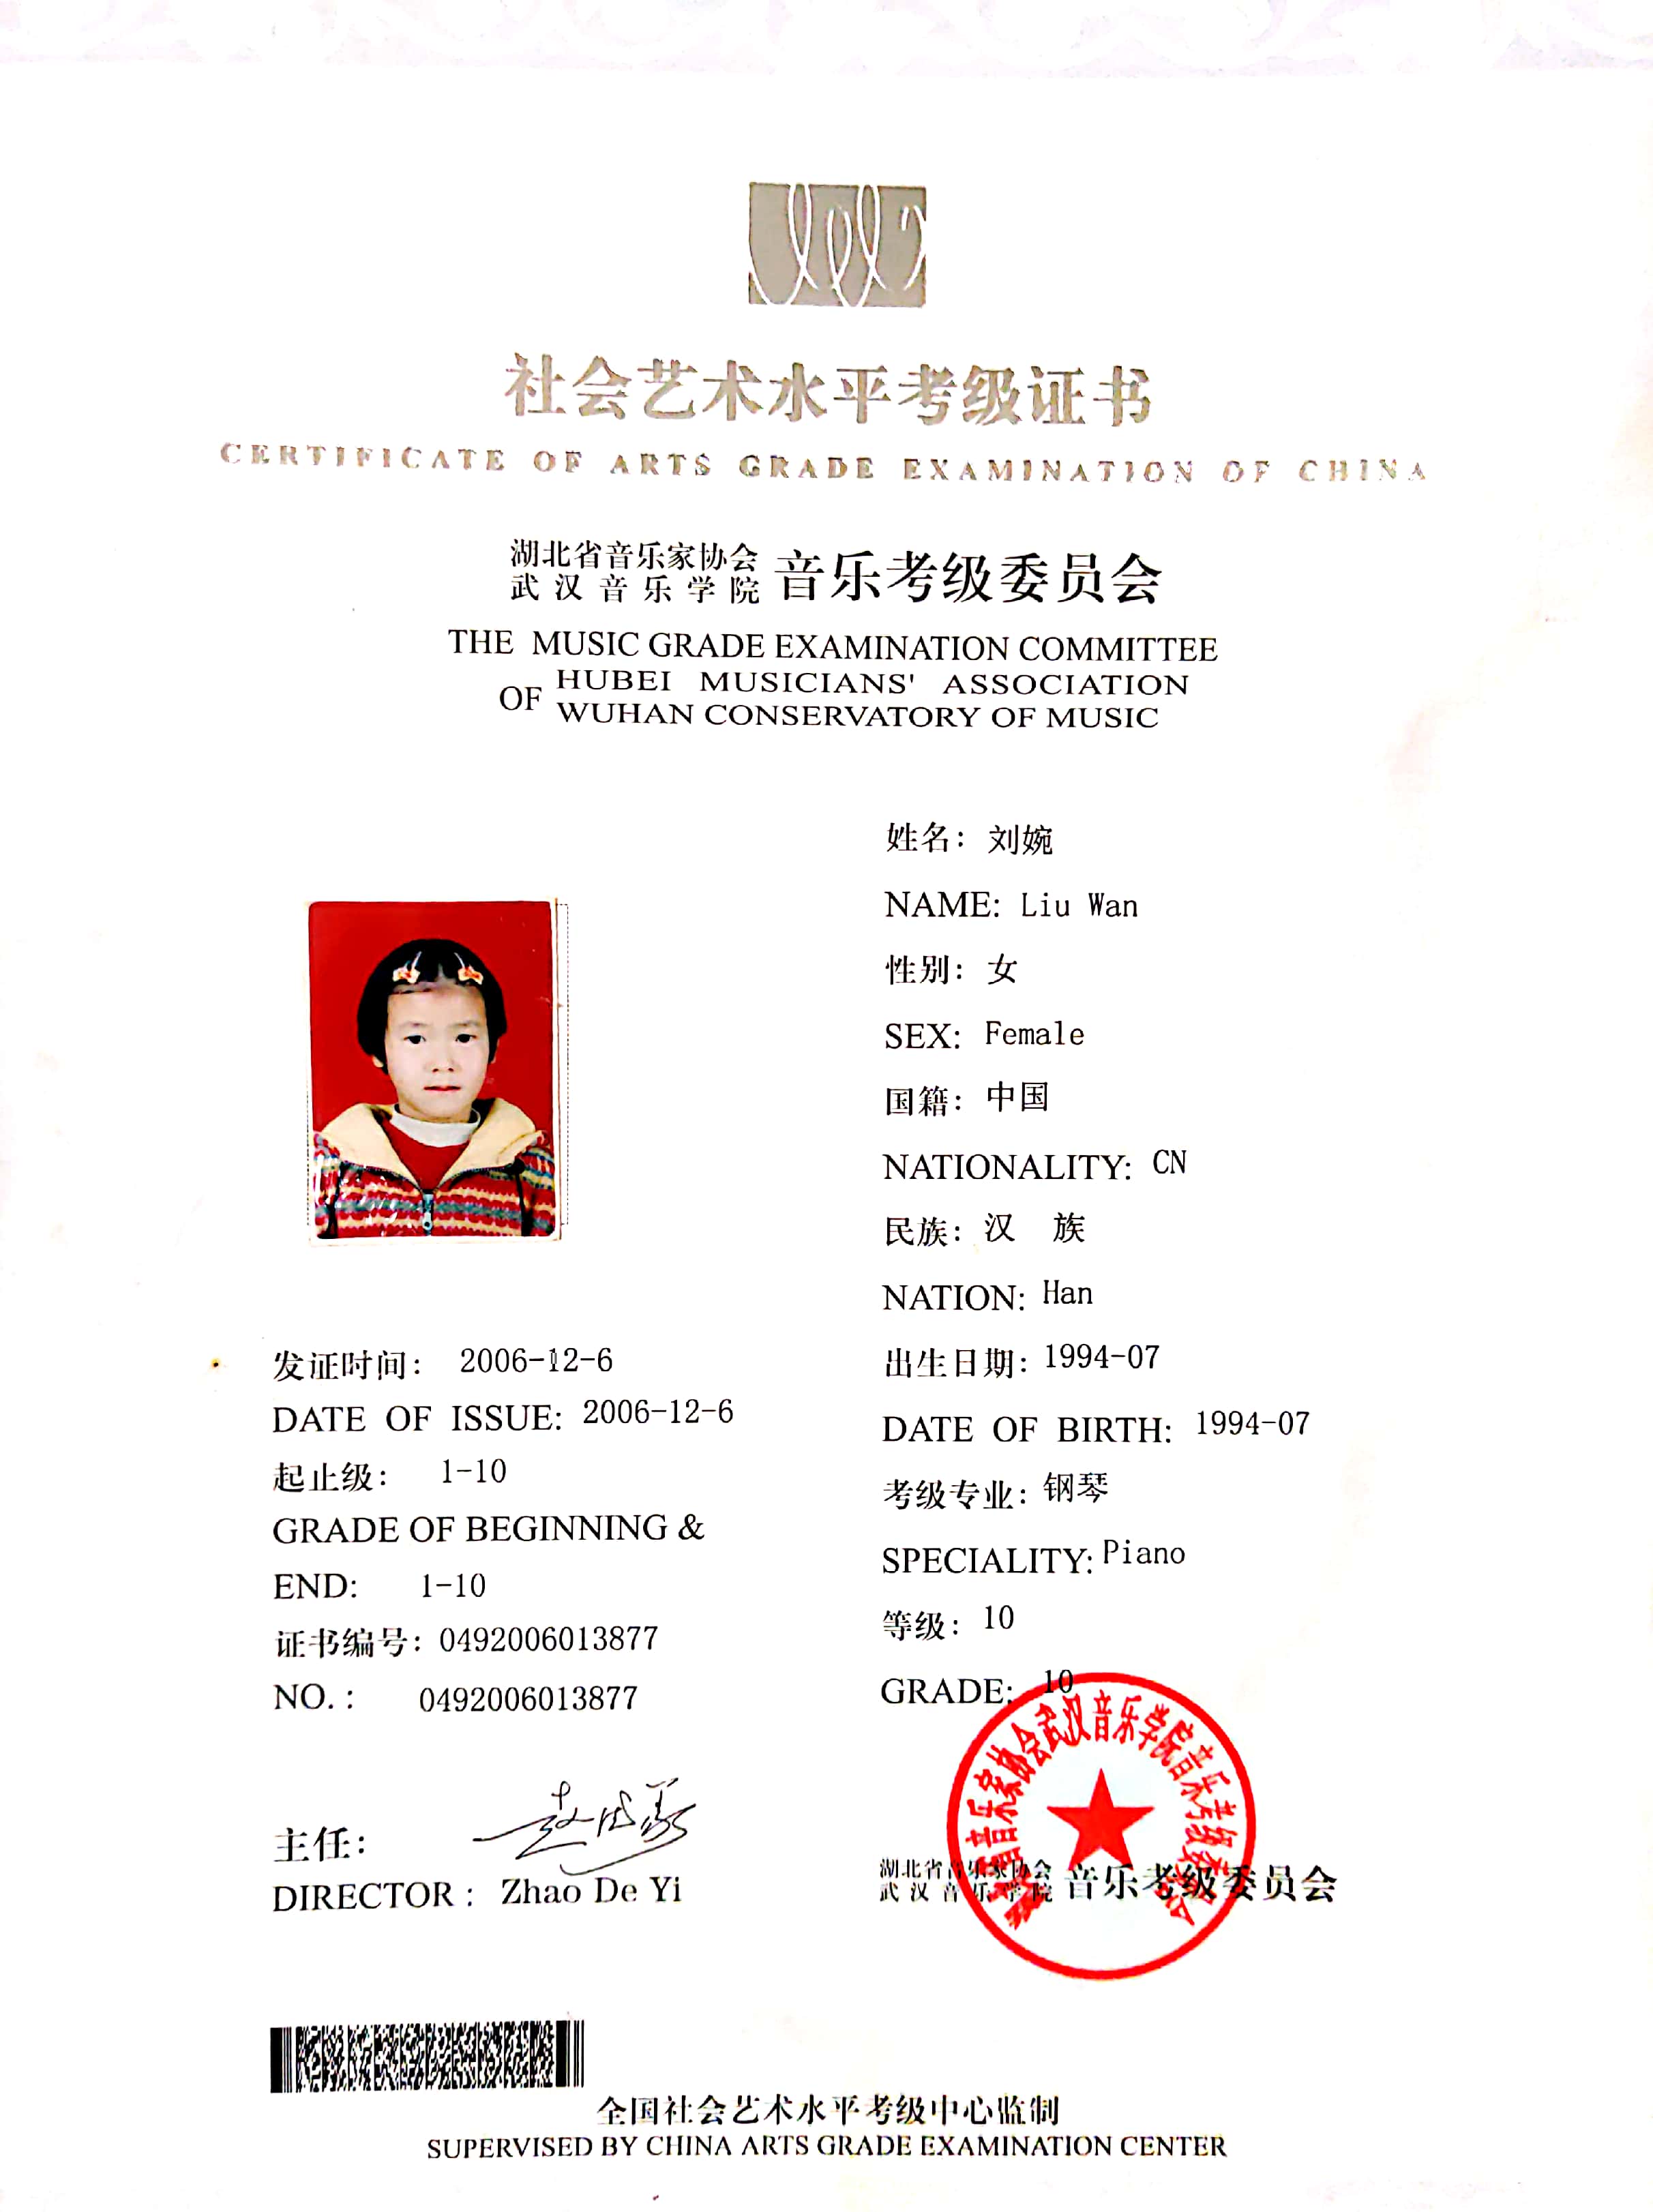 社会艺术水平考级证书
CERTIFICATE OF ARTS GRADE EXAMINATION OF CHINA
湖北省音乐家协会
武汉音乐学院
音乐考级委员会
THE MUSIC GRADE EXAMINATION COMMITTEE
OF
HUBEI MUSICIANS' ASSOCIATION
WUHAN CONSERVATORY OF MUSIC
姓名: 刘婉
NAME: Liu Wan
性别: 女
SEX: Female
国籍: 中国
NATIONALITY: CN
民族: 汉 族
NATION: Han
出生日期: 1994-07
DATE OF BIRTH: 1994-07
考级专业: 钢琴
SPECIALITY: Piano
等级: 10
GRADE: 10
发证时间: 2006-12-6
DATE OF ISSUE: 2006-12-6
起止级: 1-10
GRADE OF BEGINNING &
END: 1-10
证书编号: 0492006013877
NO. : 0492006013877
主任:
DIRECTOR : Zhao De Yi
湖北省音乐家协会武汉音乐学院音乐考级委员会
湖北省音乐家协会
武汉音乐学院
音乐考级委员会
全国社会艺术水平考级中心监制
SUPERVISED BY CHINA ARTS GRADE EXAMINATION CENTER